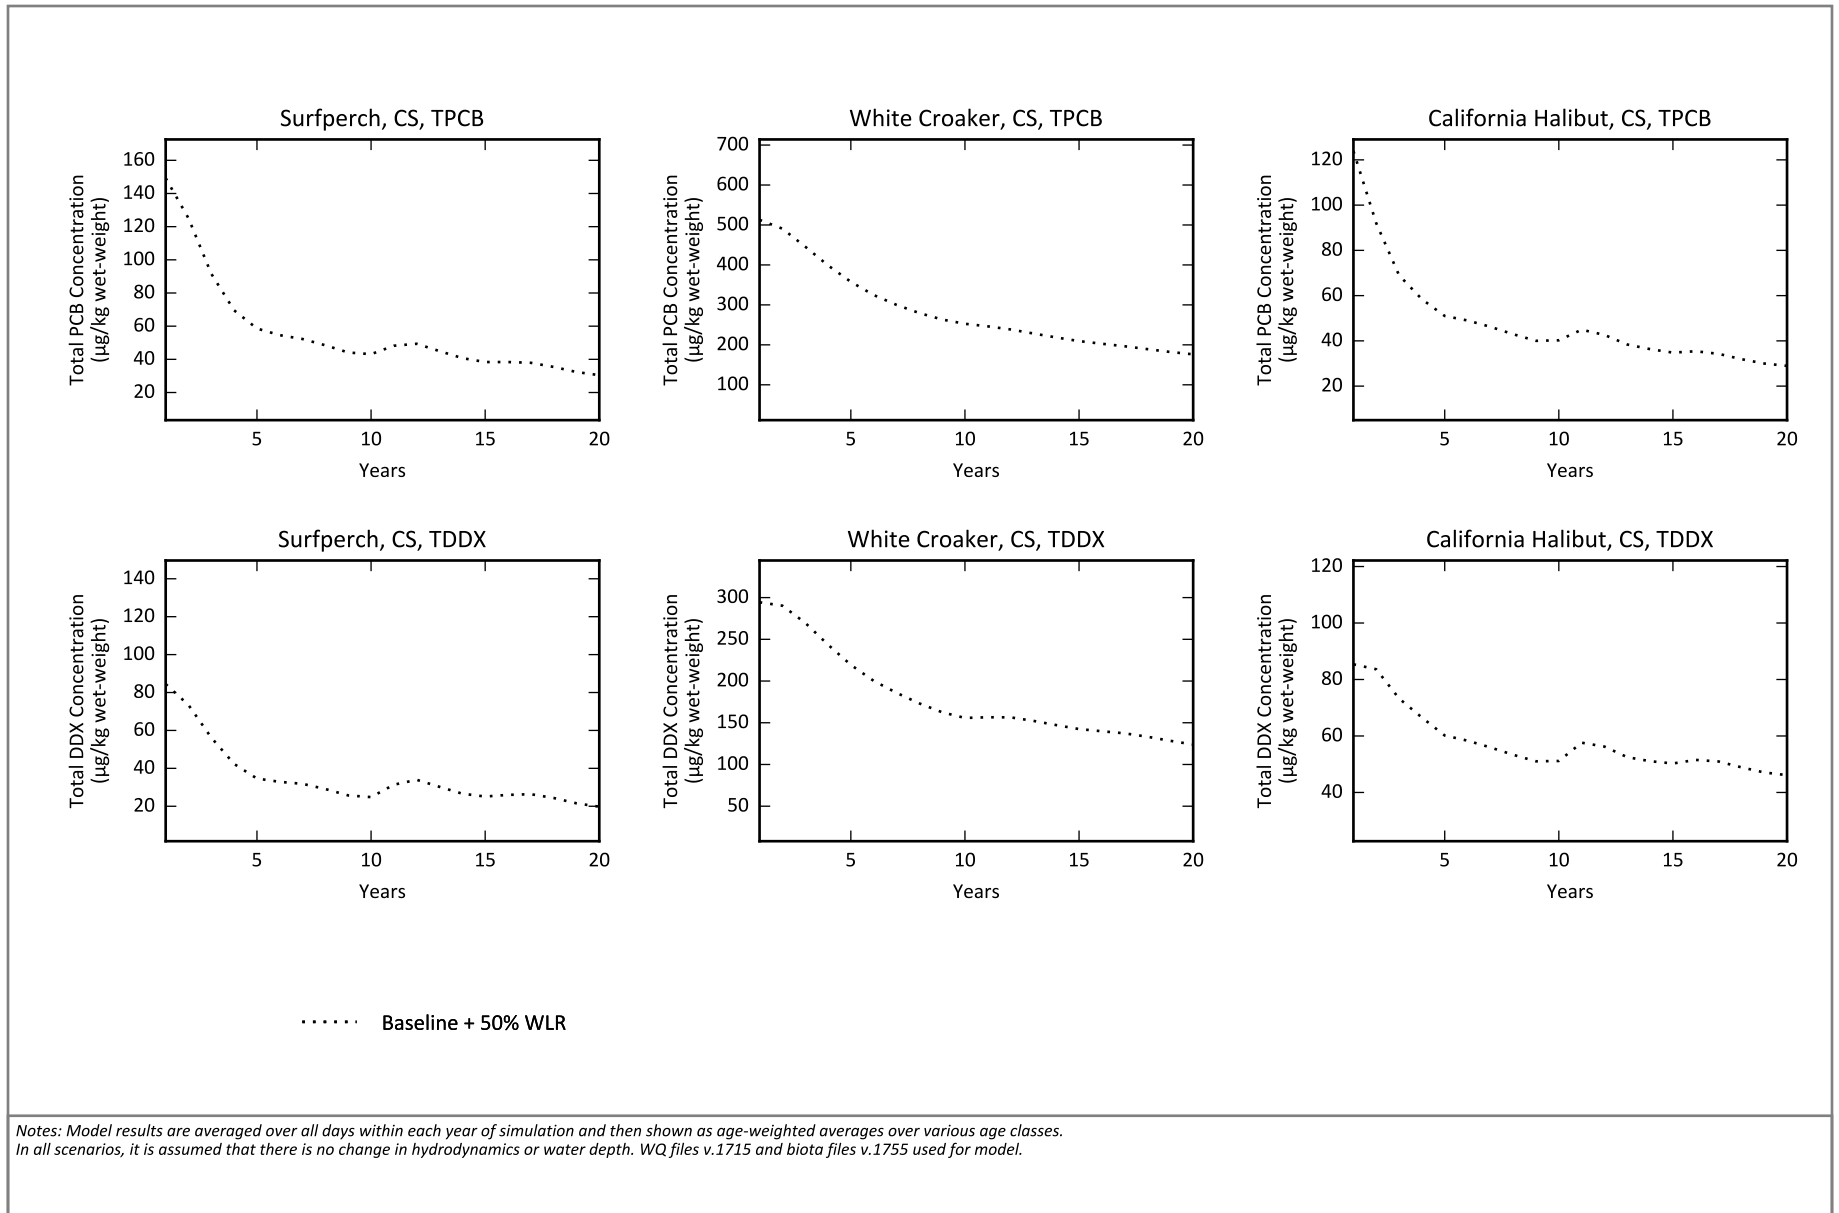 Surfperch, CS, TPCB
Total PCB Concentration
(µg/kg wet-weight)
160
140
120
100
80
60
40
20
5 10 15 20
Years
White Croaker, CS, TPCB
Total PCB Concentration
(µg/kg wet-weight)
700
600
500
400
300
200
100
5 10 15 20
Years
California Halibut, CS, TPCB
Total PCB Concentration
(µg/kg wet-weight)
120
100
80
60
40
20
5 10 15 20
Years
Surfperch, CS, TDDX
Total DDX Concentration
(µg/kg wet-weight)
140
120
100
80
60
40
20
5 10 15 20
Years
White Croaker, CS, TDDX
Total DDX Concentration
(µg/kg wet-weight)
300
250
200
150
100
50
5 10 15 20
Years
California Halibut, CS, TDDX
Total DDX Concentration
(µg/kg wet-weight)
120
100
80
60
40
5 10 15 20
Years
Baseline + 50% WLR
Notes: Model results are averaged over all days within each year of simulation and then shown as age-weighted averages over various age classes.
In all scenarios, it is assumed that there is no change in hydrodynamics or water depth. WQ files v.1715 and biota files v.1755 used for model.